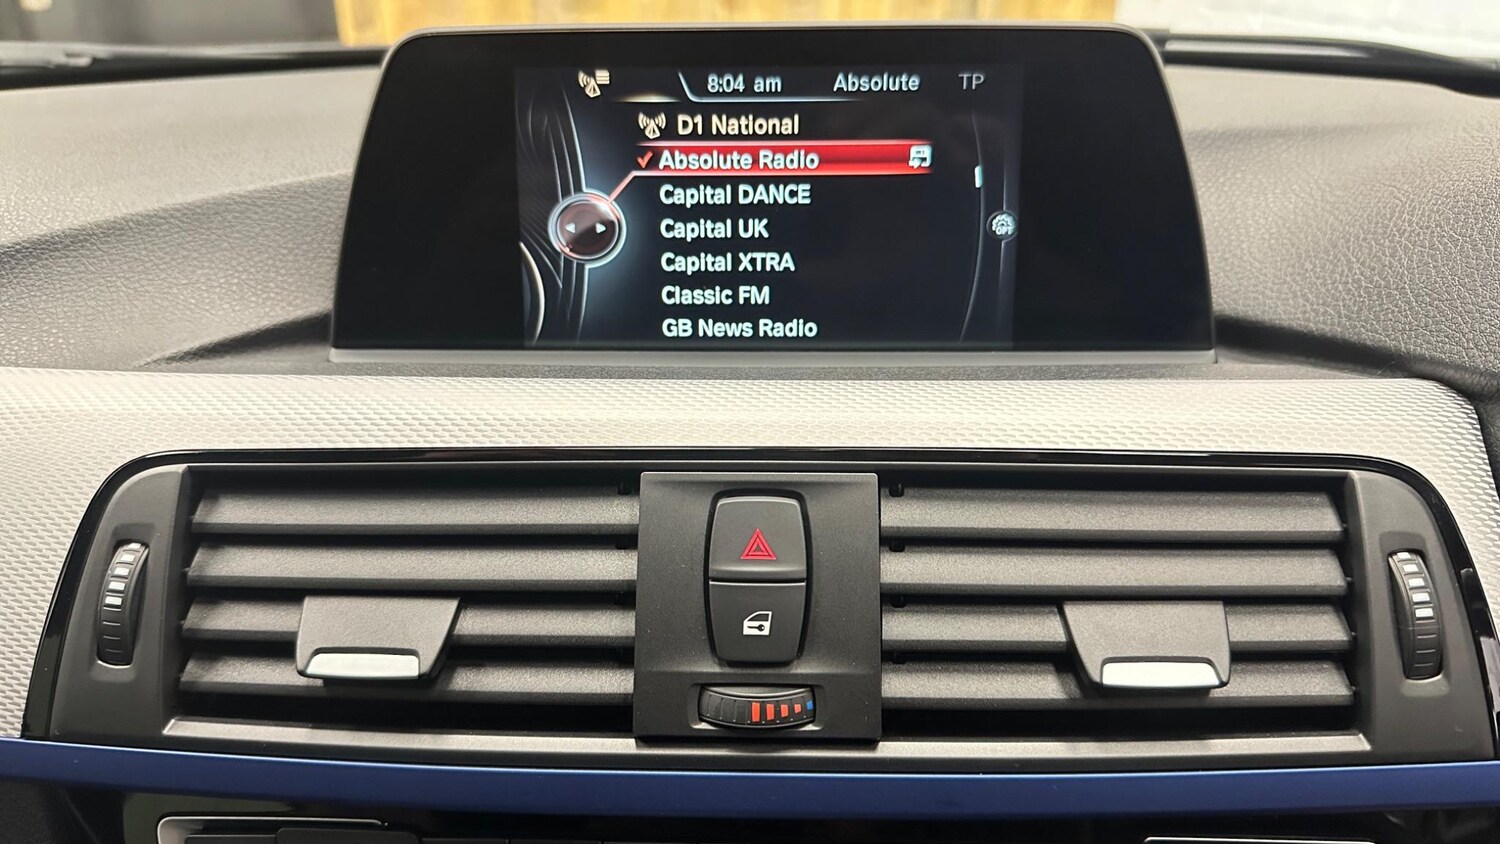 8:04 am Absolute TP
D1 National
Absolute Radio
Capital DANCE
Capital UK
Capital XTRA
Classic FM
GB News Radio
OPT